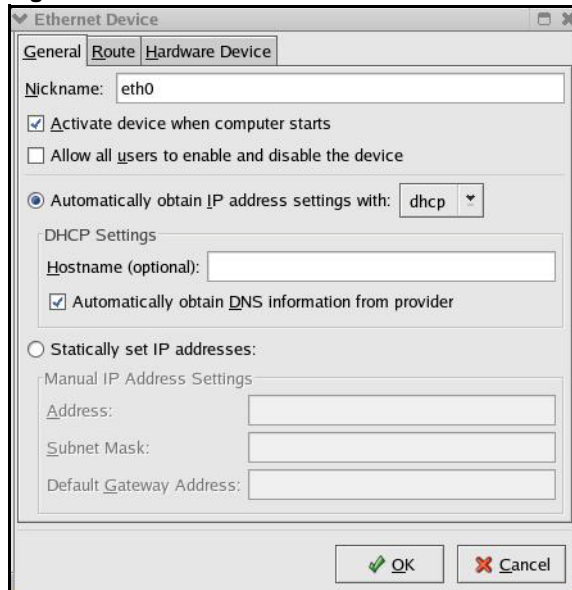 Ethernet Device
General Route Hardware Device
Nickname: eth0
Activate device when computer starts
Allow all users to enable and disable the device
Automatically obtain IP address settings with: dhcp
DHCP Settings
Hostname (optional):
Automatically obtain DNS information from provider
Statically set IP addresses:
Manual IP Address Settings
Address:
Subnet Mask:
Default Gateway Address:
OK Cancel